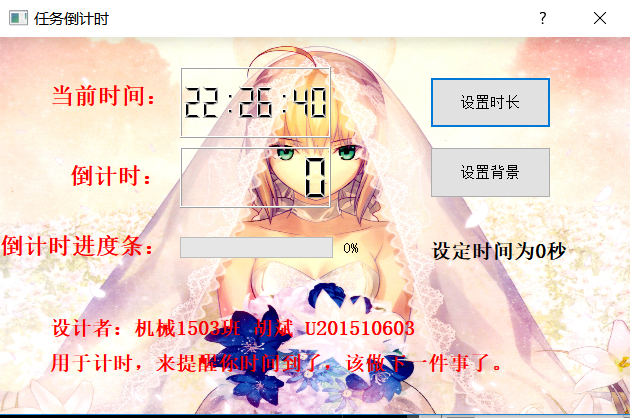 任务倒计时
?
当前时间：
22:26:40
设置时长
倒计时：
0
设置背景
倒计时进度条：
0%
设定时间为0秒
设计者：机械1503班 胡斌 U201510603
用于计时，来提醒你时间到了，该做下一件事了。